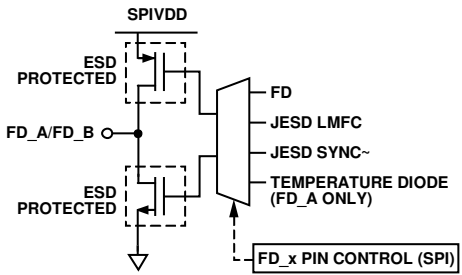 SPIVDD
ESD
PROTECTED
FD
JESD LMFC
FD_A/FD_B
JESD SYNC~
ESD
PROTECTED
TEMPERATURE DIODE
(FD_A ONLY)
FD_x PIN CONTROL (SPI)